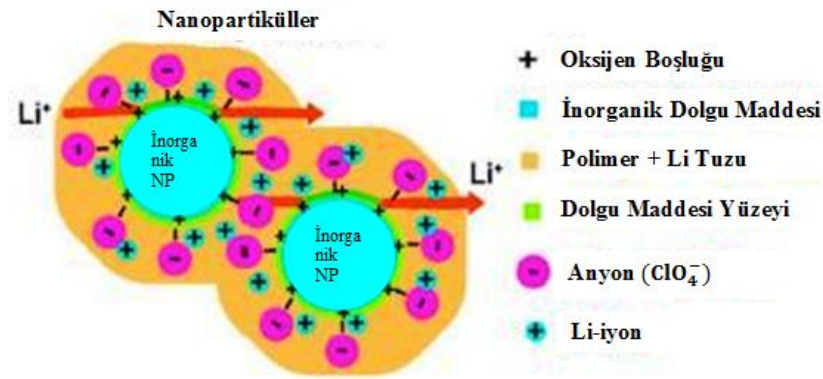 Nanopartiküller
Li⁺
İnorga
nik
NP
İnorga
nik
NP
Li⁺
Oksijen Boşluğu
İnorganik Dolgu Maddesi
Polimer + Li Tuzu
Dolgu Maddesi Yüzeyi
Anyon (ClO₄⁻)
Li-iyon